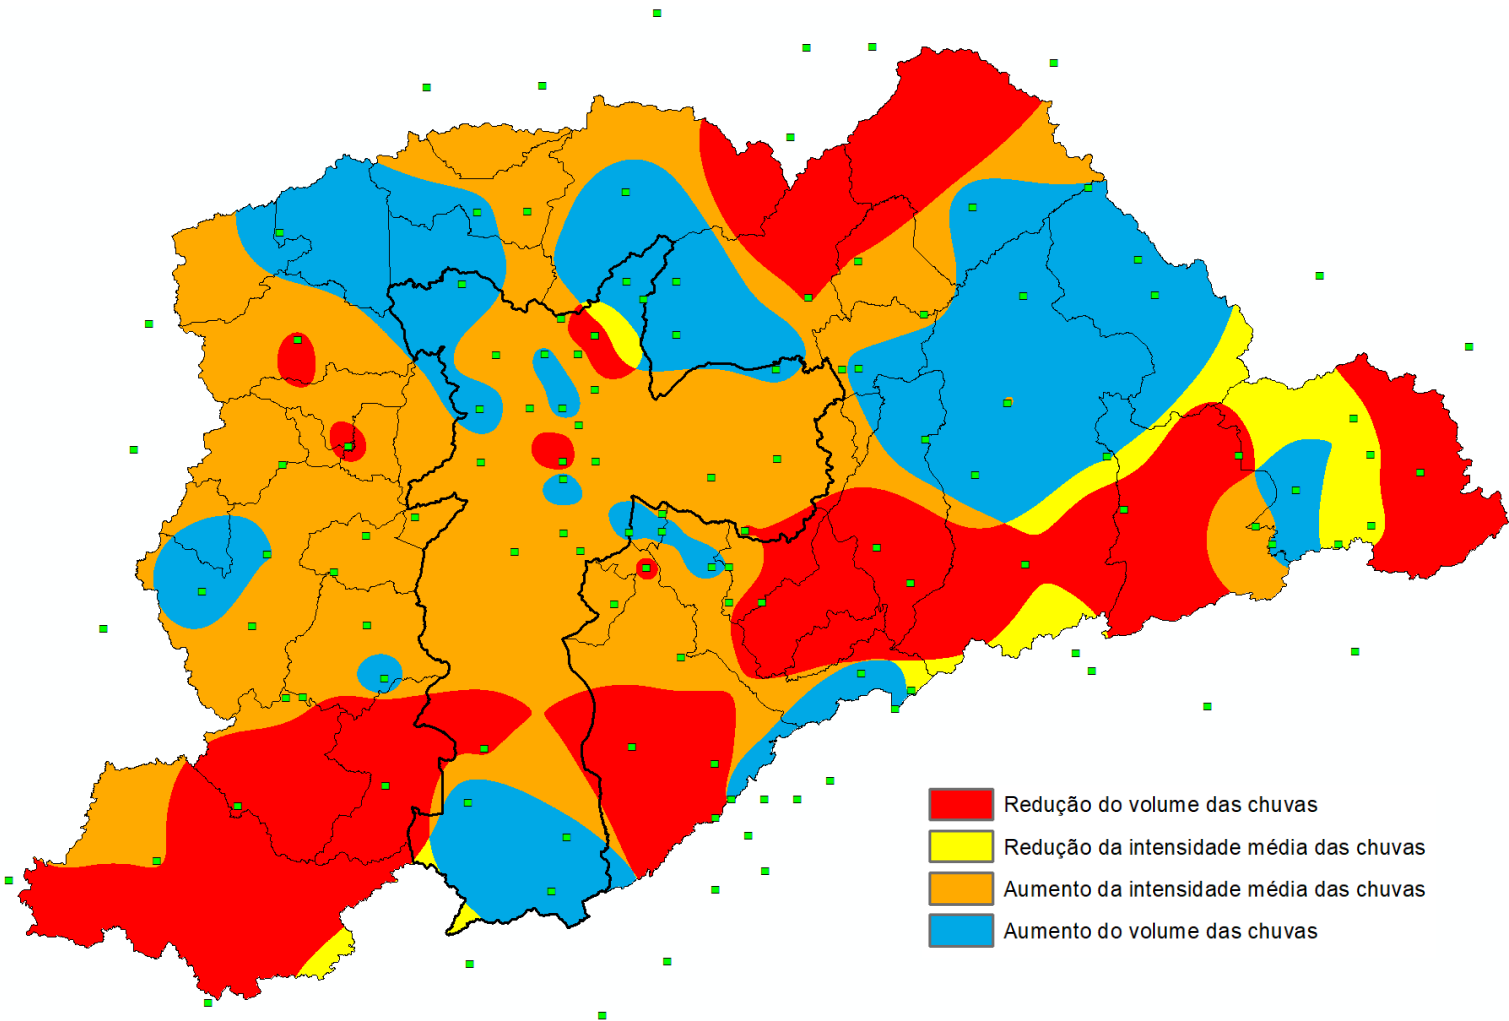 Redução do volume das chuvas
Redução da intensidade média das chuvas
Aumento da intensidade média das chuvas
Aumento do volume das chuvas